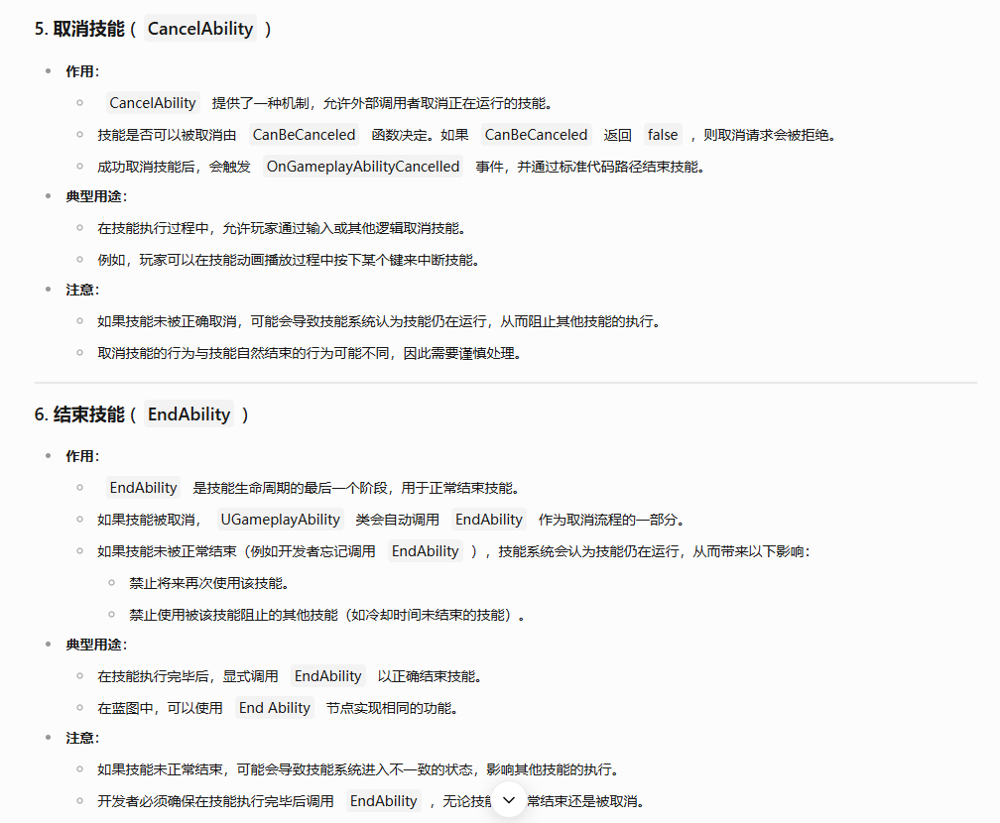 5. 取消技能 ( CancelAbility )
作用：
CancelAbility 提供了一种机制，允许外部调用者取消正在运行的技能。
技能是否可以被取消由 CanBeCanceled 函数决定。如果 CanBeCanceled 返回 false ，则取消请求会被拒绝。
成功取消技能后，会触发 OnGameplayAbilityCancelled 事件，并通过标准代码路径结束技能。
典型用途：
在技能执行过程中，允许玩家通过输入或其他逻辑取消技能。
例如，玩家可以在技能动画播放过程中按下某个键来中断技能。
注意：
如果技能未被正确取消，可能会导致技能系统认为技能仍在运行，从而阻止其他技能的执行。
取消技能的行为与技能自然结束的行为可能不同，因此需要谨慎处理。
6. 结束技能 ( EndAbility )
作用：
EndAbility 是技能生命周期的最后一个阶段，用于正常结束技能。
如果技能被取消， UGameplayAbility 类会自动调用 EndAbility 作为取消流程的一部分。
如果技能未被正常结束（例如开发者忘记调用 EndAbility ），技能系统会认为技能仍在运行，从而带来以下影响：
禁止将来再次使用该技能。
禁止使用被该技能阻止的其他技能（如冷却时间未结束的技能）。
典型用途：
在技能执行完毕后，显式调用 EndAbility 以正确结束技能。
在蓝图中，可以使用 End Ability 节点实现相同的功能。
注意：
如果技能未正常结束，可能会导致技能系统进入不一致的状态，影响其他技能的执行。
开发者必须确保在技能执行完毕后调用 EndAbility ，无论技 常结束还是被取消。